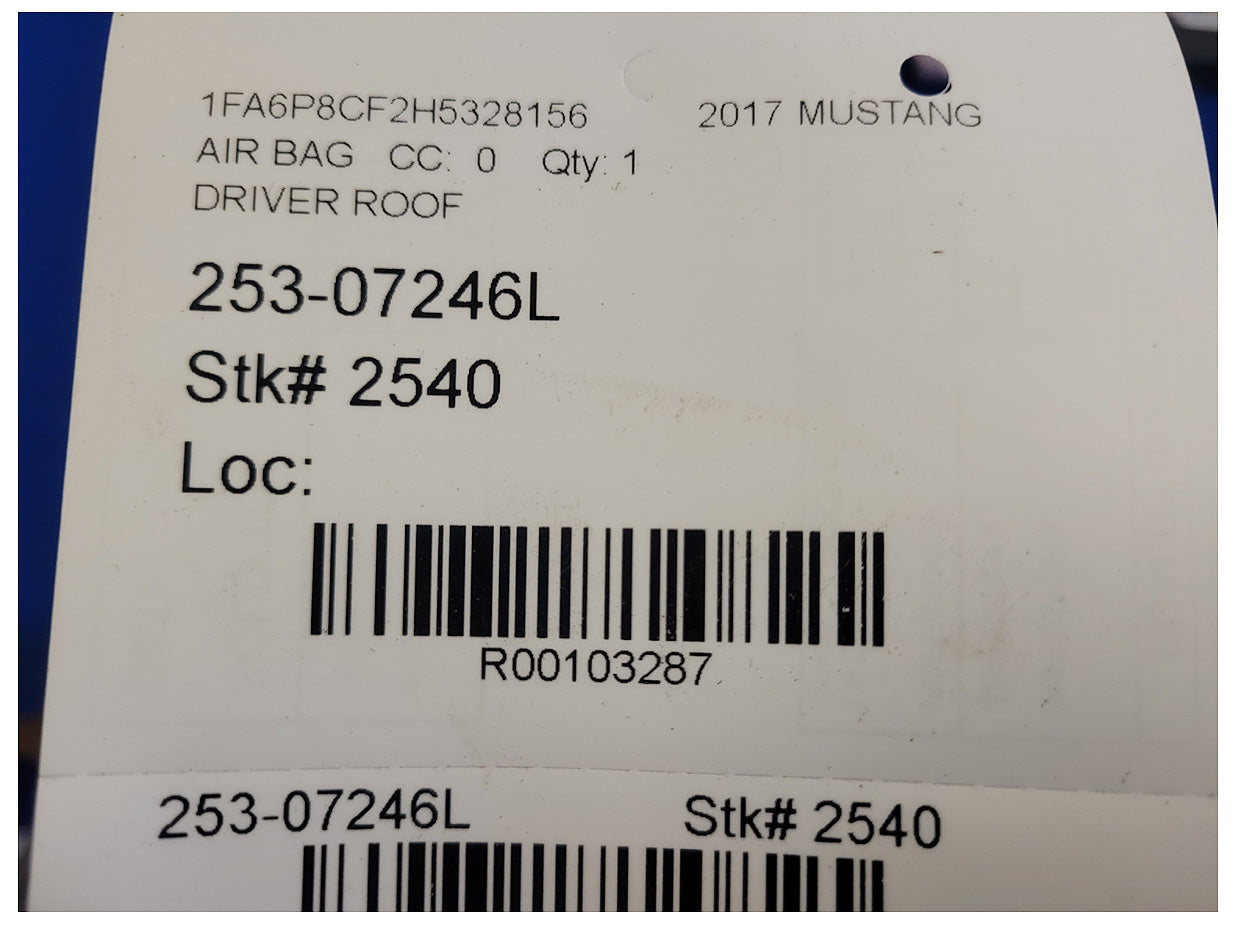 1FA6P8CF2H5328156 2017 MUSTANG
AIR BAG CC: 0 Qty: 1
DRIVER ROOF
253-07246L
Stk# 2540
Loc:
R00103287
253-07246L Stk# 2540